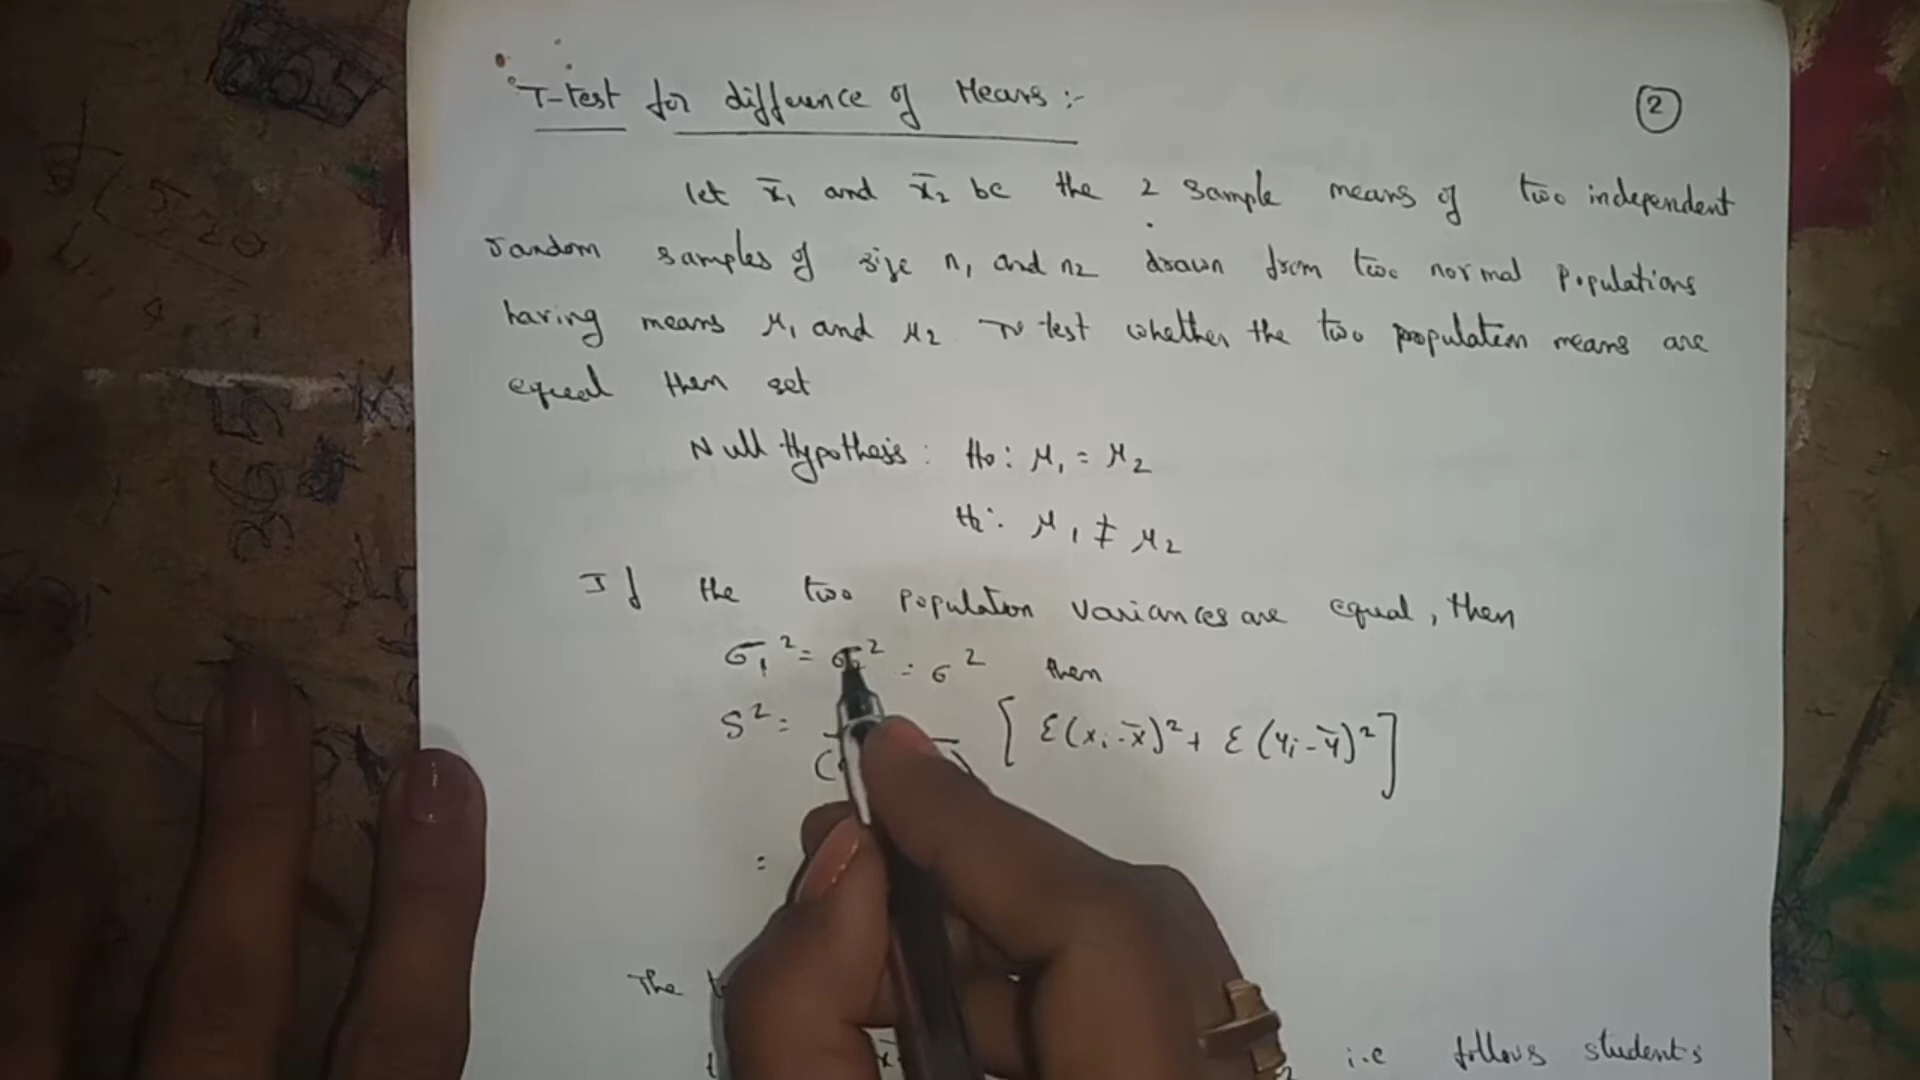 T-test for difference of Means :-
2
let x̄₁ and x̄₂ be the 2 sample means of two independent
random samples of size n₁ and n₂ drawn from two normal populations
having means μ₁ and μ₂ To test whether the two population means are
equal then set
Null Hypothesis : H₀ : μ₁ = μ₂
μ₁ ≠ μ₂
If the two population variances are equal, then
σ₁² = σ₂² = σ² then
S² = [ Σ(xᵢ - x̄)² + Σ(yᵢ - ȳ)² ]
=
The
i.e follows student's